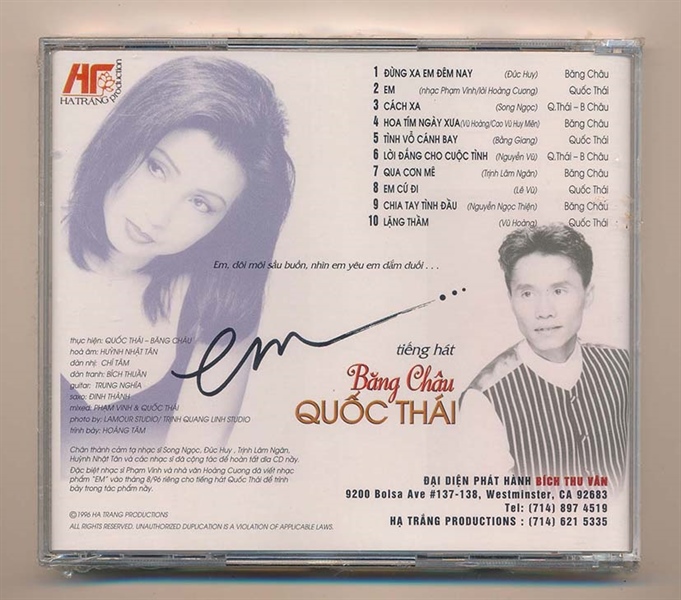 HT
HẠ TRẮNG
production
1 ĐỪNG XA EM ĐÊM NAY (Đức Huy) Băng Châu
2 EM (nhạc Phạm Vinh/lời Hoàng Cương) Quốc Thái
3 CÁCH XA (Song Ngọc) Q.Thái - B Châu
4 HOA TÍM NGÀY XƯA (Vũ Hoàng/Cao Vũ Huy Miên) Băng Châu
5 TÌNH VỖ CÁNH BAY (Bằng Giang) Quốc Thái
6 LỜI ĐẮNG CHO CUỘC TÌNH (Nguyễn Vũ) Q.Thái - B Châu
7 QUA CƠN MÊ (Trịnh Lâm Ngân) Băng Châu
8 EM CỨ ĐI (Lê Vũ) Quốc Thái
9 CHIA TAY TÌNH ĐẦU (Nguyễn Ngọc Thiện) Băng Châu
10 LẶNG THẦM (Vũ Hoàng) Quốc Thái
Em, đôi môi sầu buồn, nhìn em yêu em đắm đuối . . .
em...
tiếng hát
Băng Châu
QUỐC THÁI
thực hiện: QUỐC THÁI - BĂNG CHÂU
hoà âm: HUỲNH NHẬT TÂN
đàn nhị: CHÍ TÂM
đàn tranh: BÍCH THUẬN
guitar: TRUNG NGHĨA
saxo: ĐINH THÀNH
mixed: PHẠM VINH & QUỐC THÁI
photo by: LAMOUR STUDIO/ TRỊNH QUANG LINH STUDIO
trình bày: HOÀNG TÂM
Chân thành cảm tạ nhạc sĩ Song Ngọc, Đức Huy, Trịnh Lâm Ngân,
Huỳnh Nhật Tân và các nhạc sĩ đã cộng tác để hoàn tất dĩa CD này.
Đặc biệt nhạc sĩ Phạm Vinh và nhà văn Hoàng Cương đã viết nhạc
phẩm "EM" vào tháng 8/96 riêng cho tiếng hát Quốc Thái để trình
bày trong tác phẩm này.
©1996 HA TRANG PRODUCTIONS
ALL RIGHTS RESERVED. UNAUTHORIZED DUPLICATION IS A VIOLATION OF APPLICABLE LAWS.
ĐẠI DIỆN PHÁT HÀNH BÍCH THU VÂN
9200 Bolsa Ave #137-138, Westminster, CA 92683
Tel: (714) 897 4519
HẠ TRẮNG PRODUCTIONS : (714) 621 5335